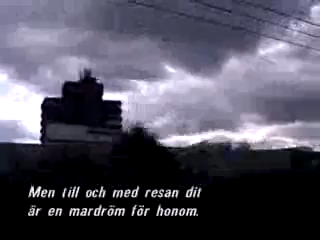 Men till och med resan dit
är en mardröm för honom.